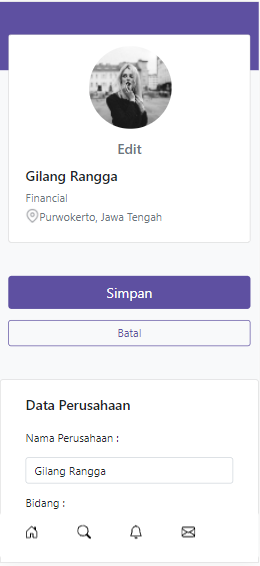 Edit
Gilang Rangga
Financial
Purwokerto, Jawa Tengah
Simpan
Batal
Data Perusahaan
Nama Perusahaan :
Gilang Rangga
Bidang :